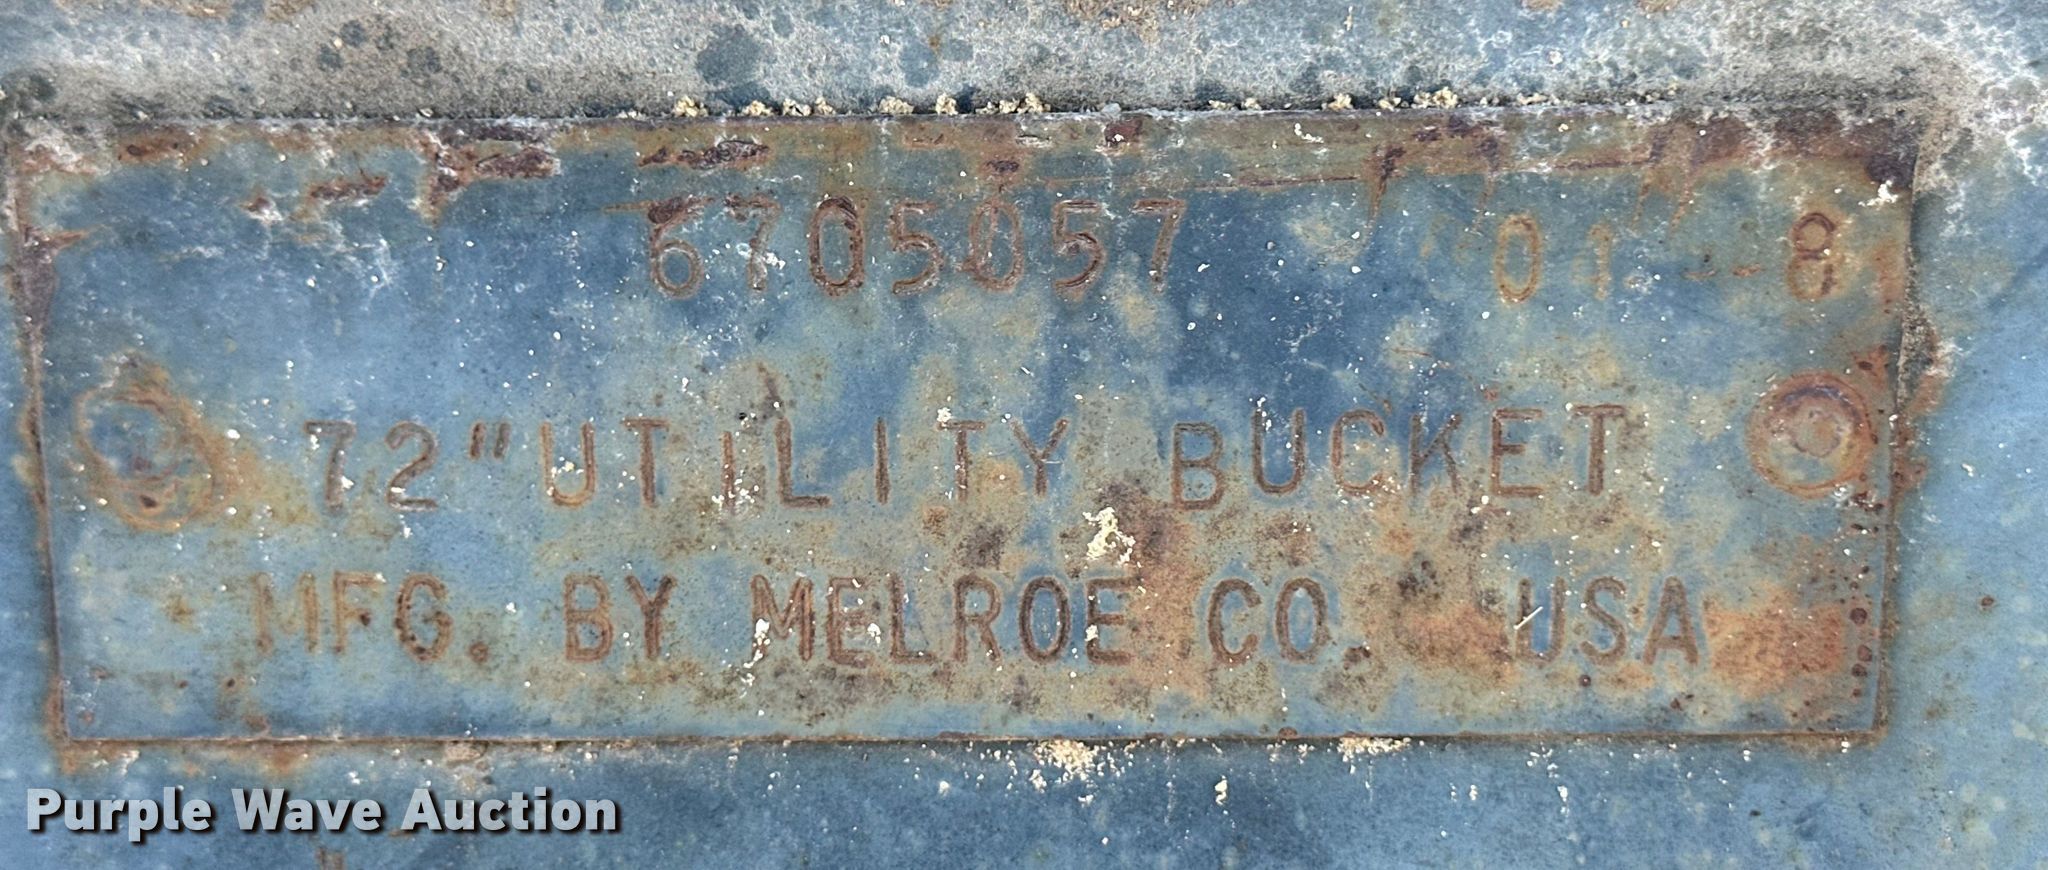 6705057 01-8
72"UTILITY BUCKET
MFG. BY MELROE CO. USA
Purple Wave Auction